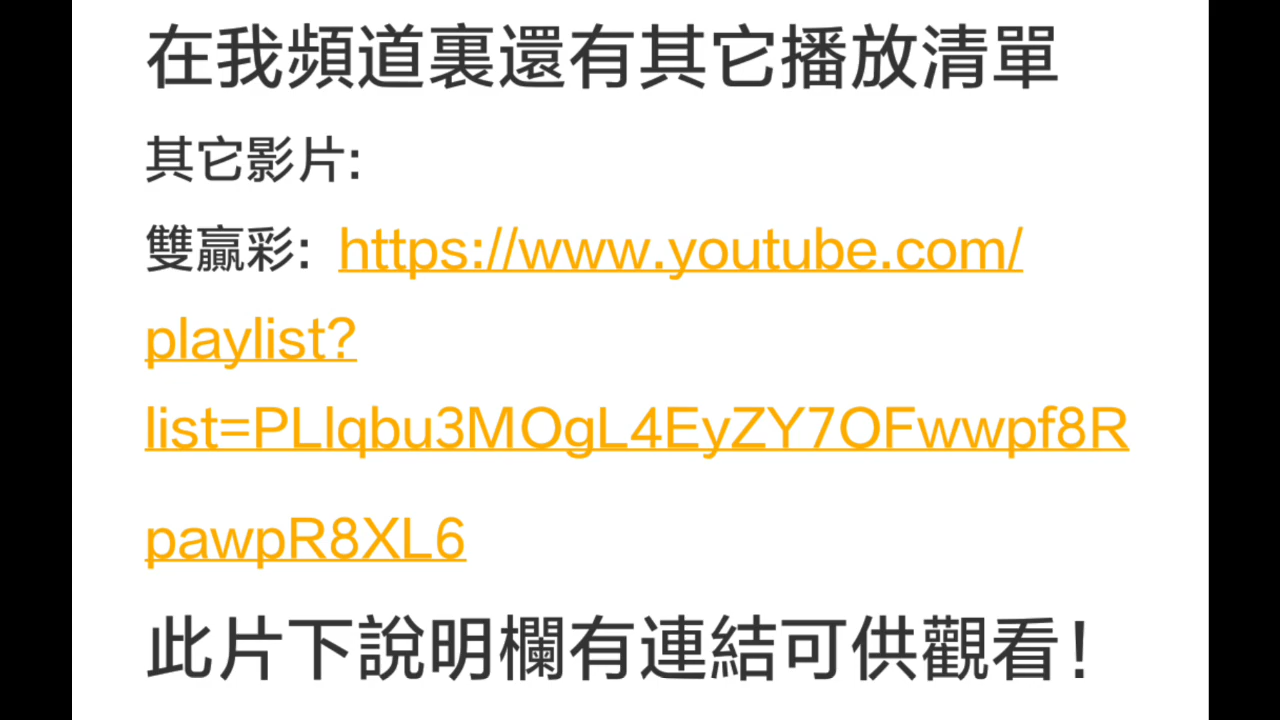 在我頻道裏還有其它播放清單
其它影片:
雙贏彩: https://www.youtube.com/
playlist?
list=PLlqbu3MOgL4EyZY7OFwwpf8R
pawpR8XL6
此片下說明欄有連結可供觀看!